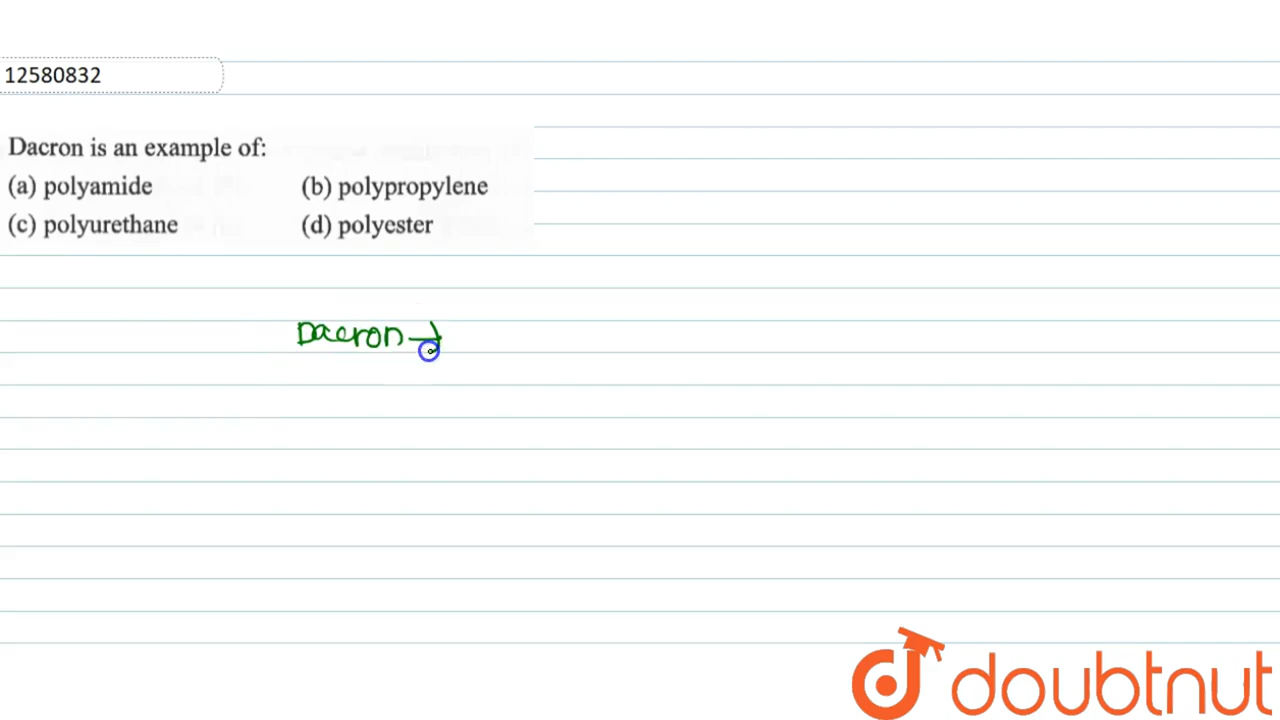 12580832
Dacron is an example of:
(a) polyamide (b) polypropylene
(c) polyurethane (d) polyester
Dacron →
doubtnut